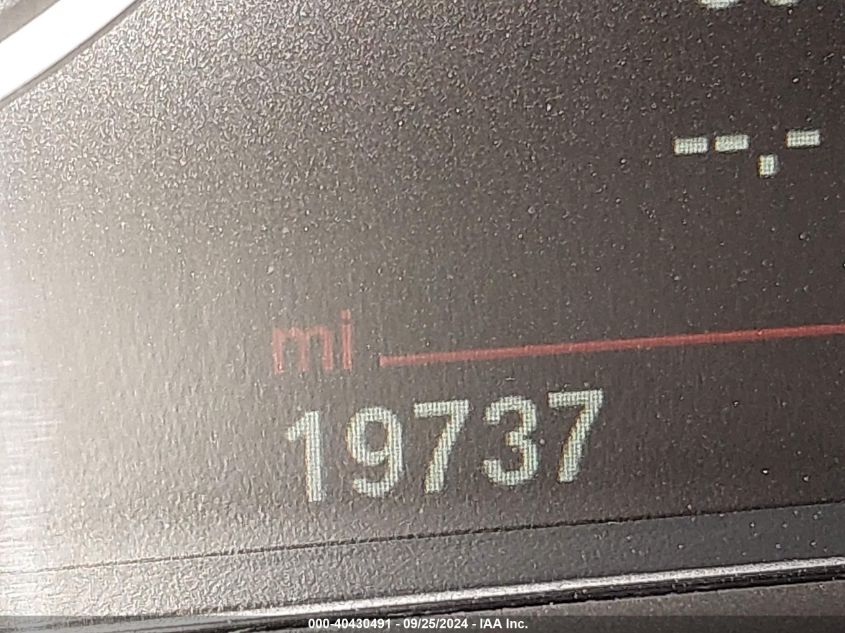 --,-
mi
19737
000-40430491 - 09/25/2024 - IAA Inc.